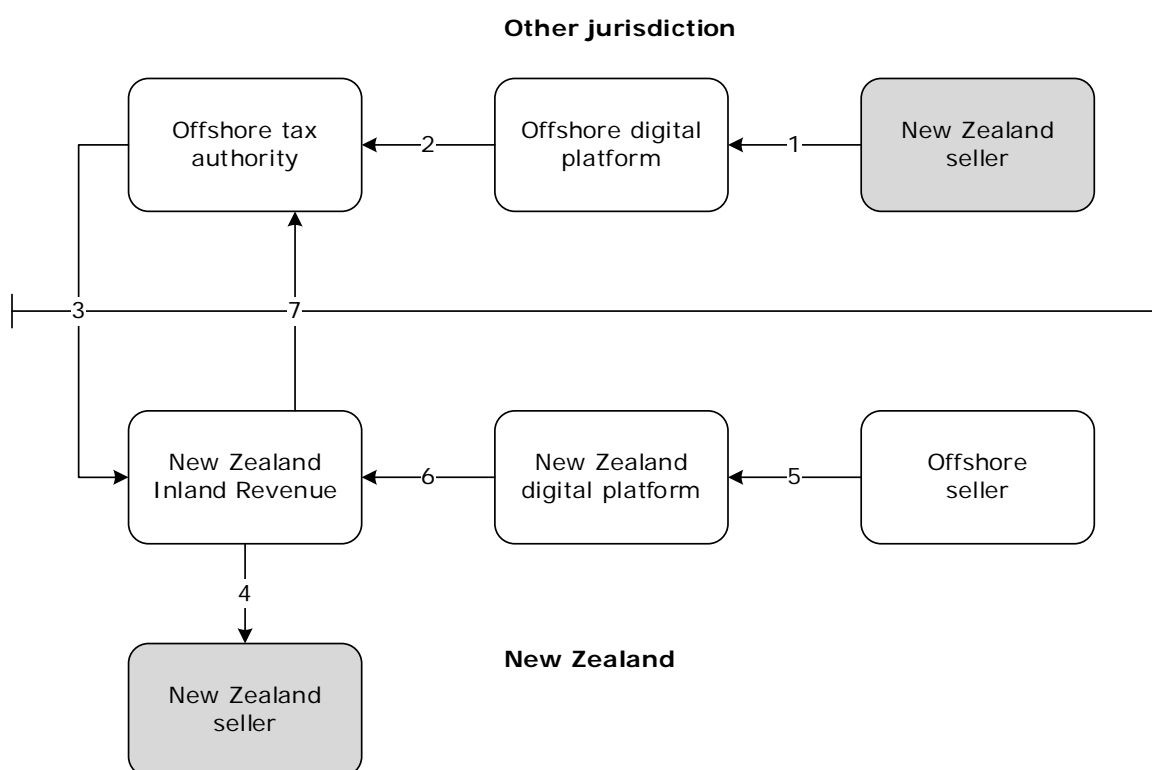 Other jurisdiction
Offshore tax
authority
2
Offshore digital
platform
1
New Zealand
seller
3
7
New Zealand
Inland Revenue
6
New Zealand
digital platform
5
Offshore
seller
4
New Zealand
New Zealand
seller